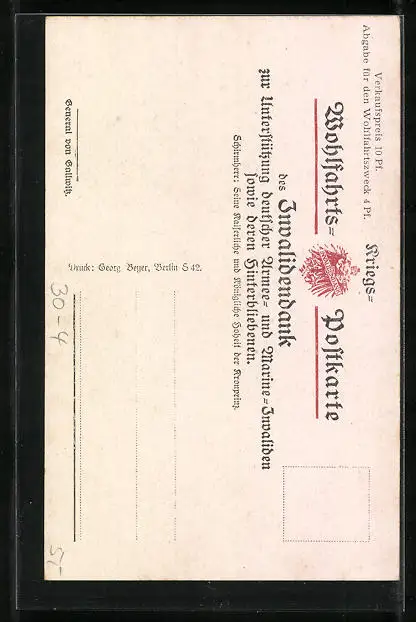 Verkaufspreis 10 Pf.
Abgabe für den Wohlfahrtszweck 4 Pf.
Kriegs=
Wohlfahrts= Postkarte
des Invalidendank
zur Unterstützung deutscher Armee= und Marine=Invaliden
sowie deren Hinterbliebenen.
Schirmherr: Seine Kaiserliche und Königliche Hoheit der Kronprinz.
General von Gallwitz.
Druck: Georg Beyer, Berlin S 42.
30-4